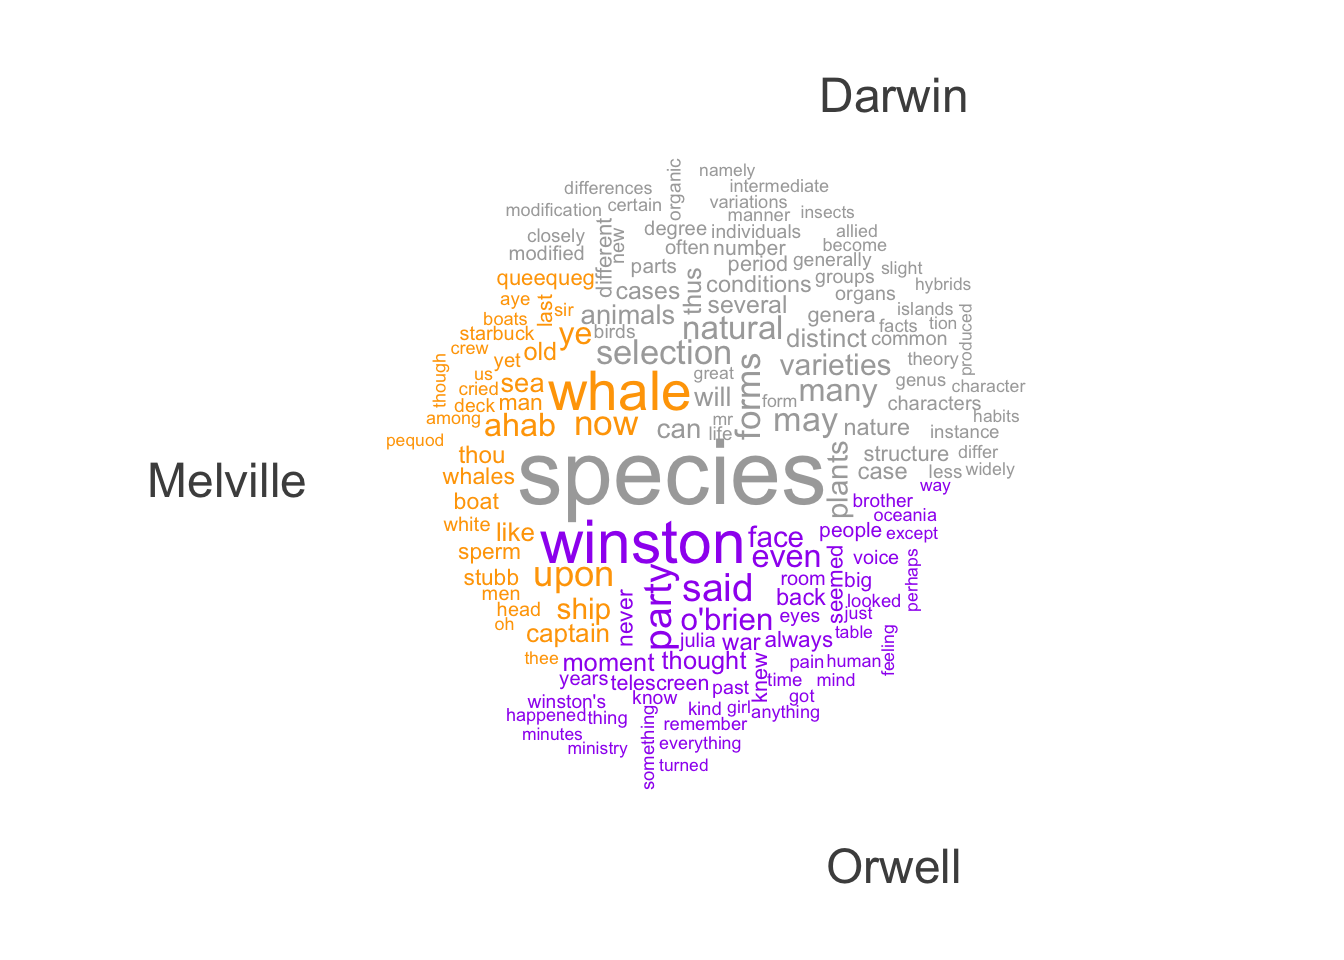 Darwin
namely
organic
differences
intermediate
modification
certain
variations
manner
insects
closely
different
new
degree
individuals
allied
modified
often
number
become
parts
period
generally
slight
queequeg
cases
thus
conditions
groups
hybrids
aye
last
sir
animals
several
organs
islands
boats
birds
natural
genera
facts
tion
produced
starbuck
ye
distinct
common
crew
yet
old
selection
varieties
theory
though
us
sea
whale
great
forms
many
genus
character
cried
man
will
form
characters
deck
among
ahab
now
can
mr
life
may
nature
habits
pequod
instance
thou
structure
differ
Melville
whales
species
plants
case
less
widely
way
boat
brother
white
like
winston
face
people
oceania
except
sperm
even
voice
stubb
upon
party
said
room
big
seemed
perhaps
men
back
looked
head
ship
never
o'brien
eyes
just
oh
captain
julia
war
always
table
thee
moment
thought
knew
pain
human
feeling
years
telescreen
past
time
mind
winston's
know
got
happened
thing
something
kind
girl
anything
remember
minutes
ministry
everything
turned
Orwell